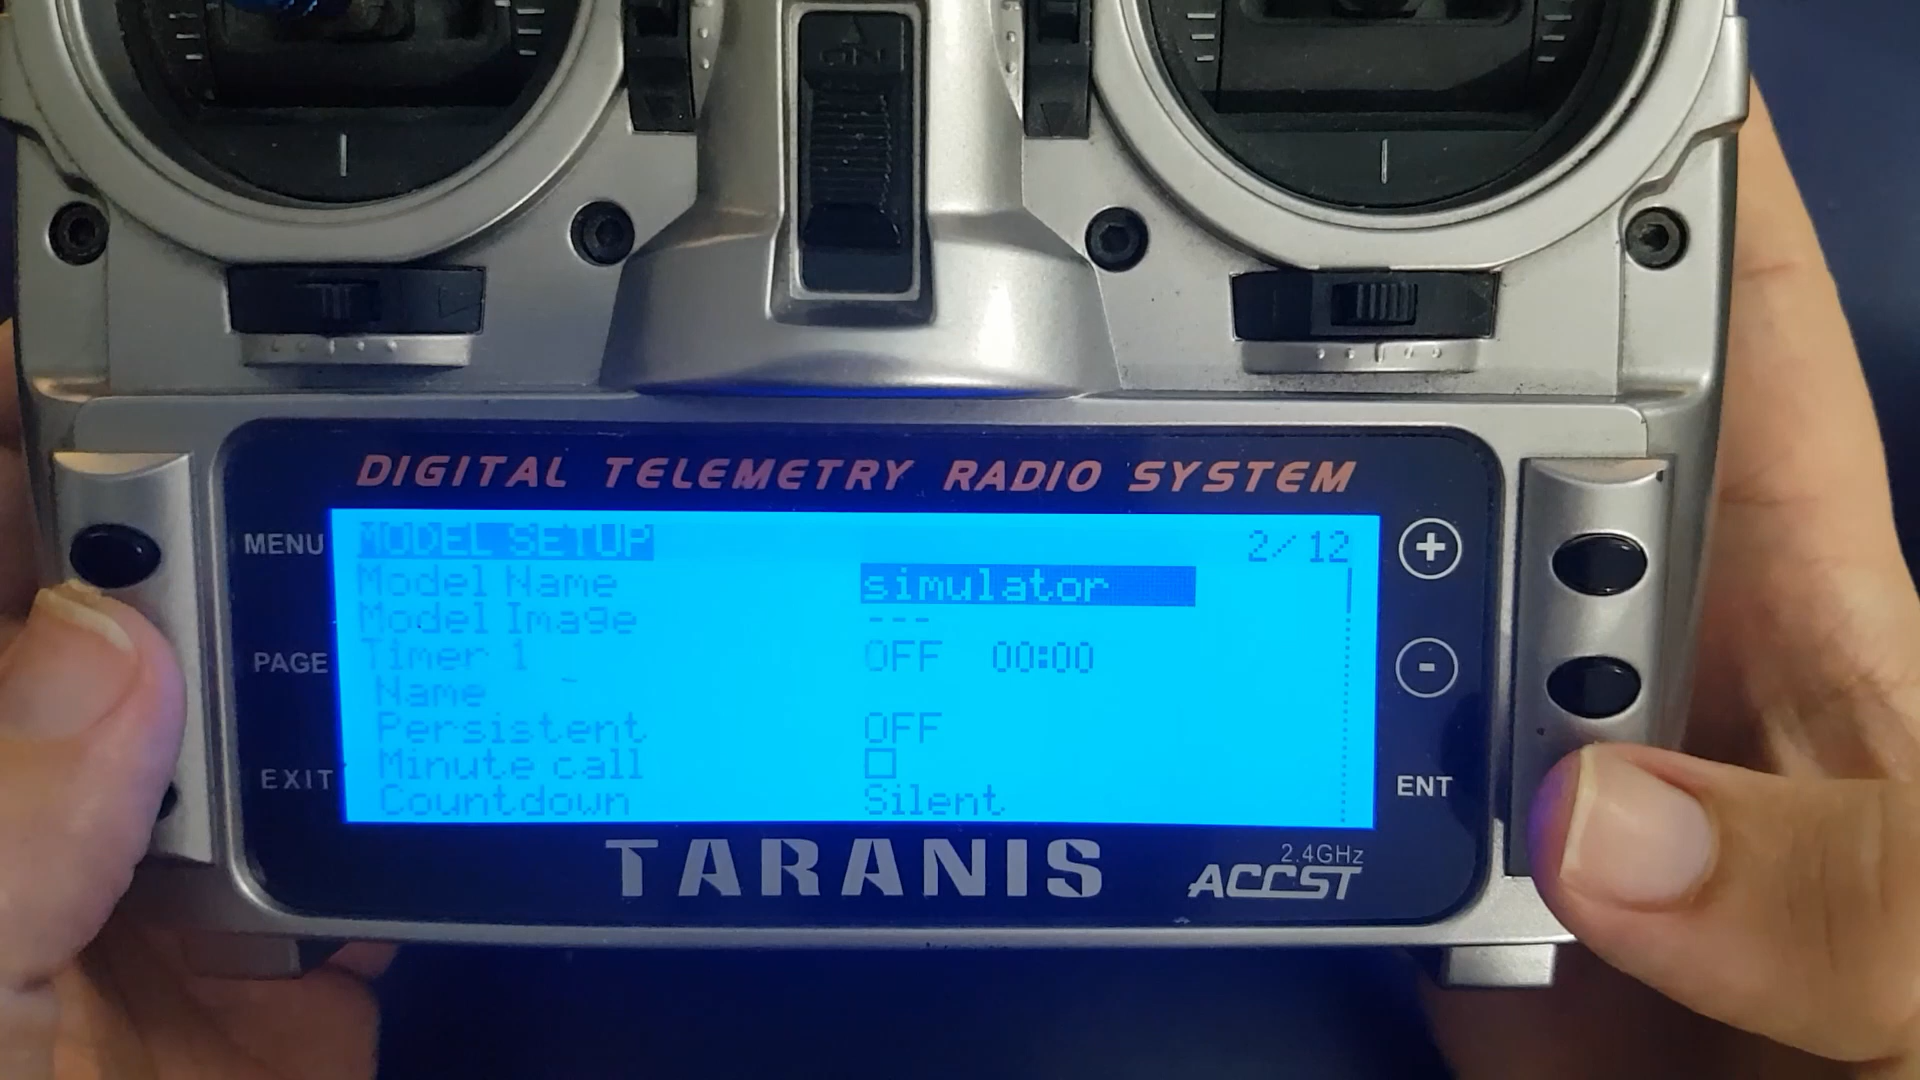 ON
DIGITAL TELEMETRY RADIO SYSTEM
MENU
PAGE
EXIT
MODEL SETUP 2/12
Model Name simulator
Model Image ---
Timer 1 OFF 00:00
Name
Persistent OFF
Minute call
Countdown Silent
+
-
ENT
TARANIS
2.4GHz
ACCST